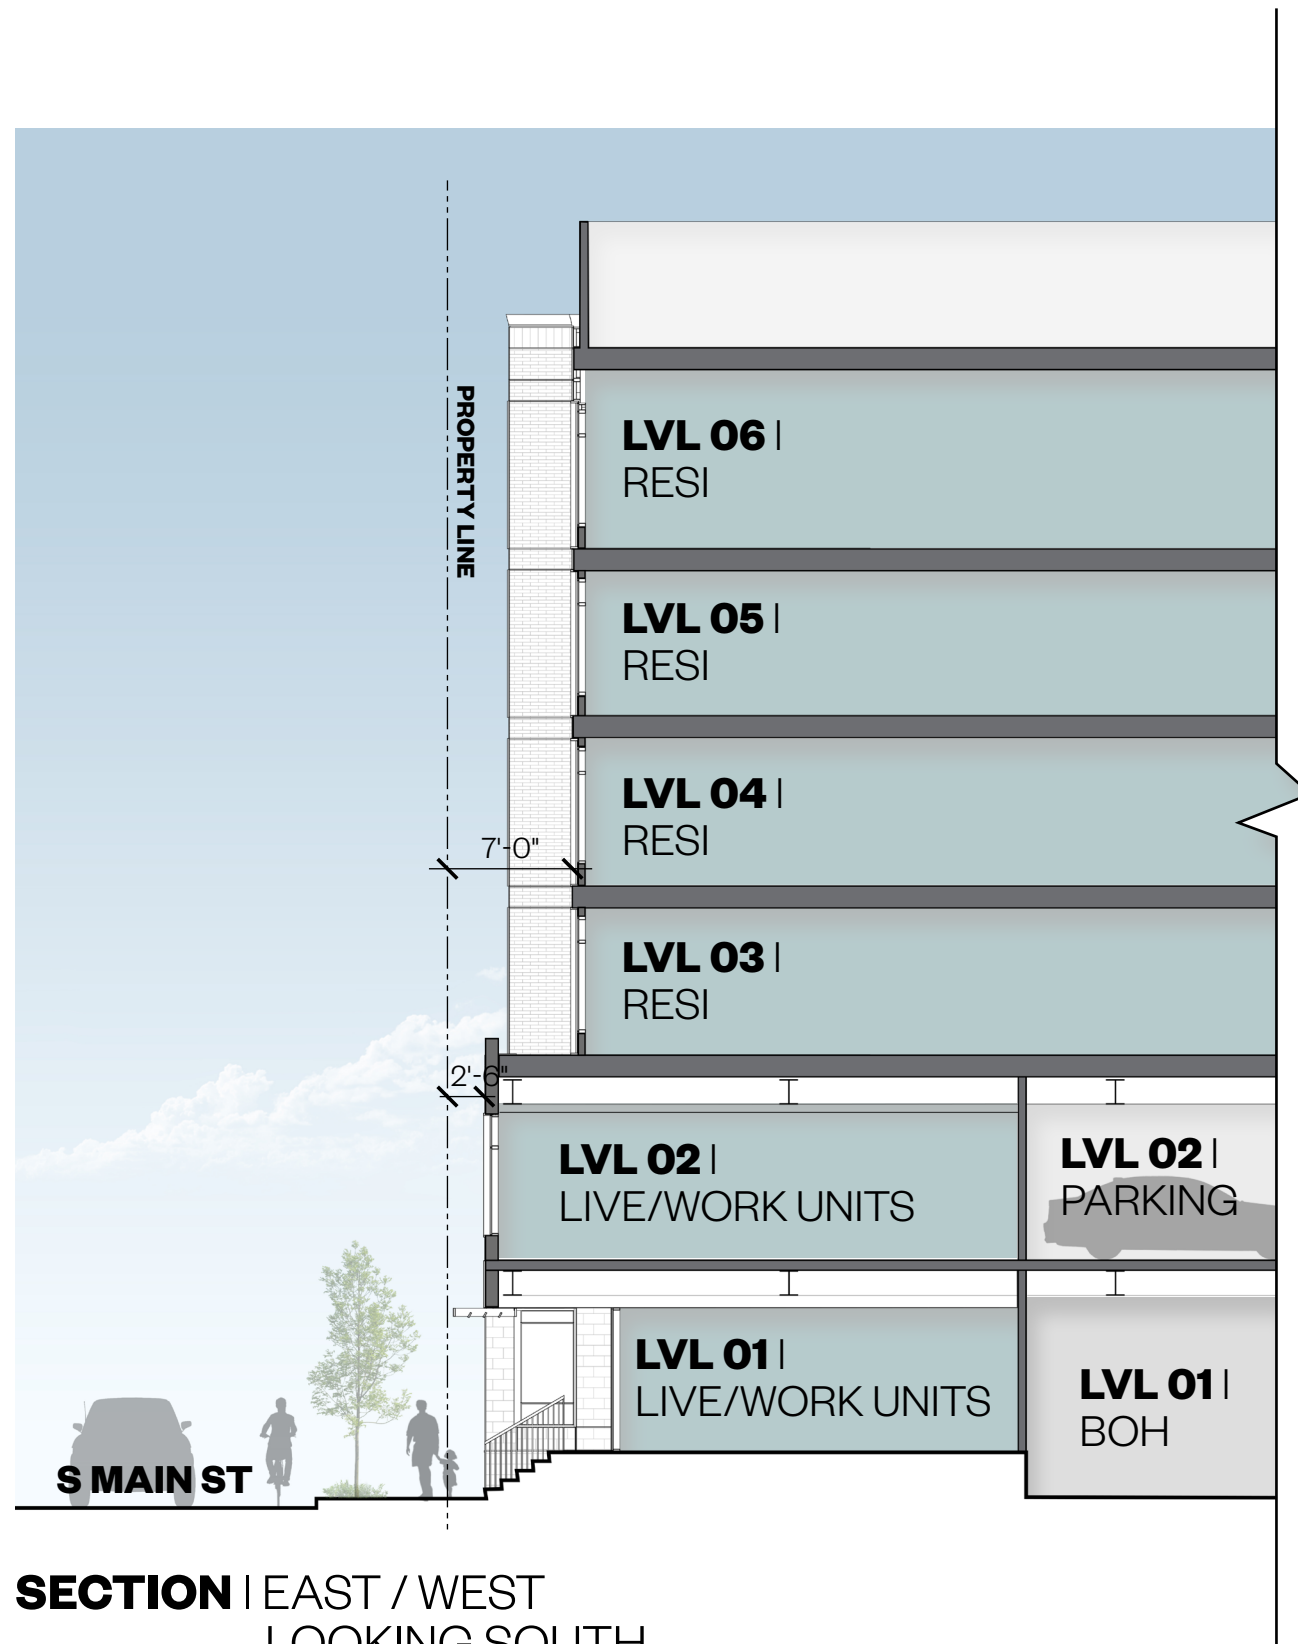 PROPERTY LINE
LVL 06 |
RESI
LVL 05 |
RESI
LVL 04 |
RESI
7'-0"
LVL 03 |
RESI
2'-6"
LVL 02 |
LIVE/WORK UNITS
LVL 02 |
PARKING
LVL 01 |
LIVE/WORK UNITS
LVL 01 |
BOH
S MAIN ST
SECTION | EAST / WEST
LOOKING SOUTH